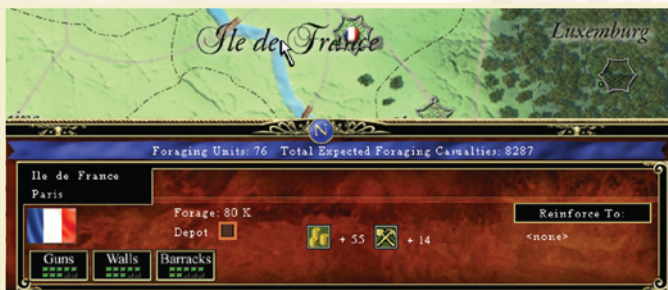 Ile de France
Luxemburg
N
Foraging Units: 76 Total Expected Foraging Casualties: 8287
Ile de France
Paris
Forage: 80 K
Depot
+ 55
+ 14
Reinforce To:
<none>
Guns
Walls
Barracks